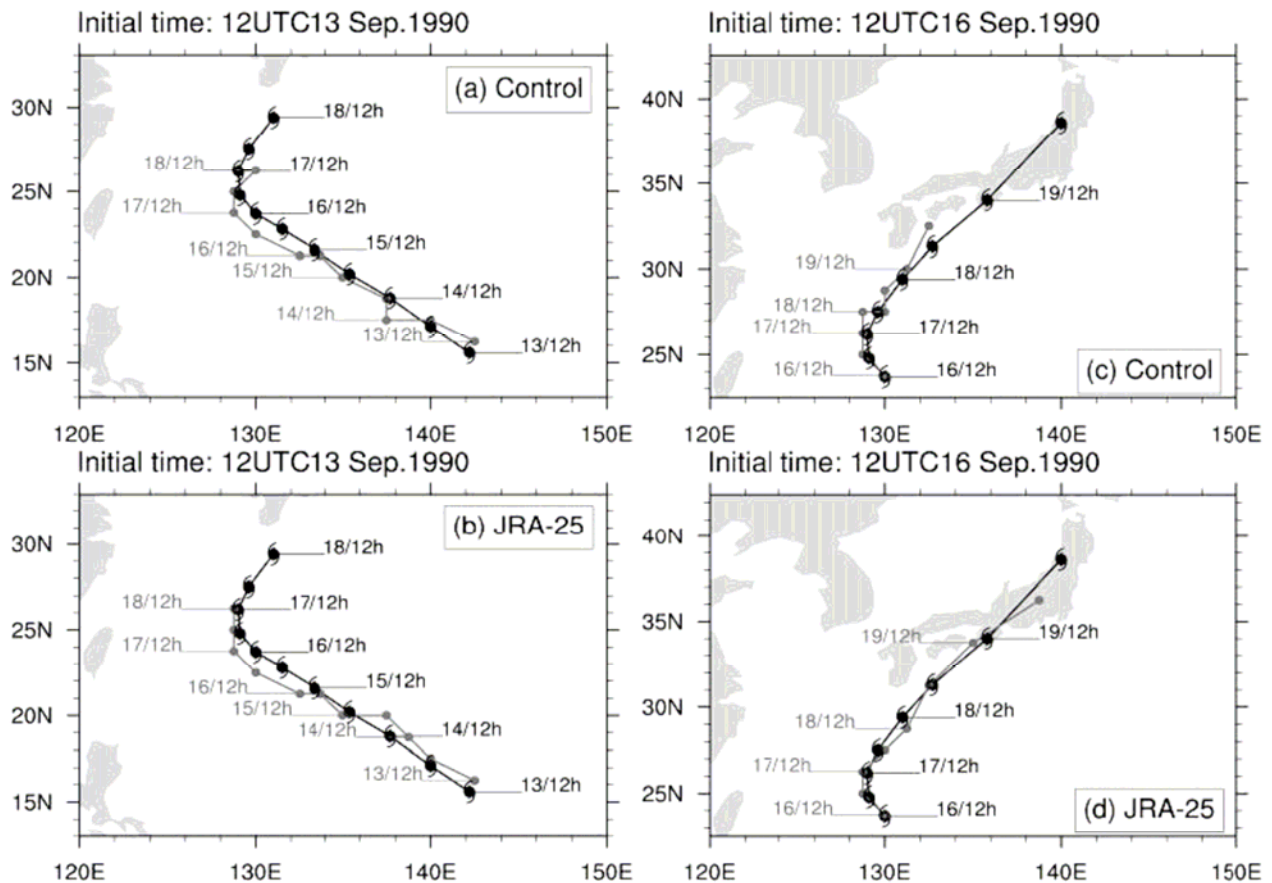 Initial time: 12UTC13 Sep.1990
(a) Control
30N
25N
20N
15N
18/12h
18/12h
17/12h
17/12h
16/12h
16/12h
15/12h
15/12h
14/12h
14/12h
13/12h
13/12h
120E 130E 140E 150E
Initial time: 12UTC16 Sep.1990
(c) Control
40N
35N
30N
25N
19/12h
19/12h
18/12h
18/12h
17/12h
17/12h
16/12h
16/12h
120E 130E 140E 150E
Initial time: 12UTC13 Sep.1990
(b) JRA-25
30N
25N
20N
15N
18/12h
18/12h
17/12h
17/12h
16/12h
16/12h
15/12h
15/12h
14/12h
14/12h
13/12h
13/12h
120E 130E 140E 150E
Initial time: 12UTC16 Sep.1990
(d) JRA-25
40N
35N
30N
25N
19/12h
19/12h
18/12h
18/12h
17/12h
17/12h
16/12h
16/12h
120E 130E 140E 150E